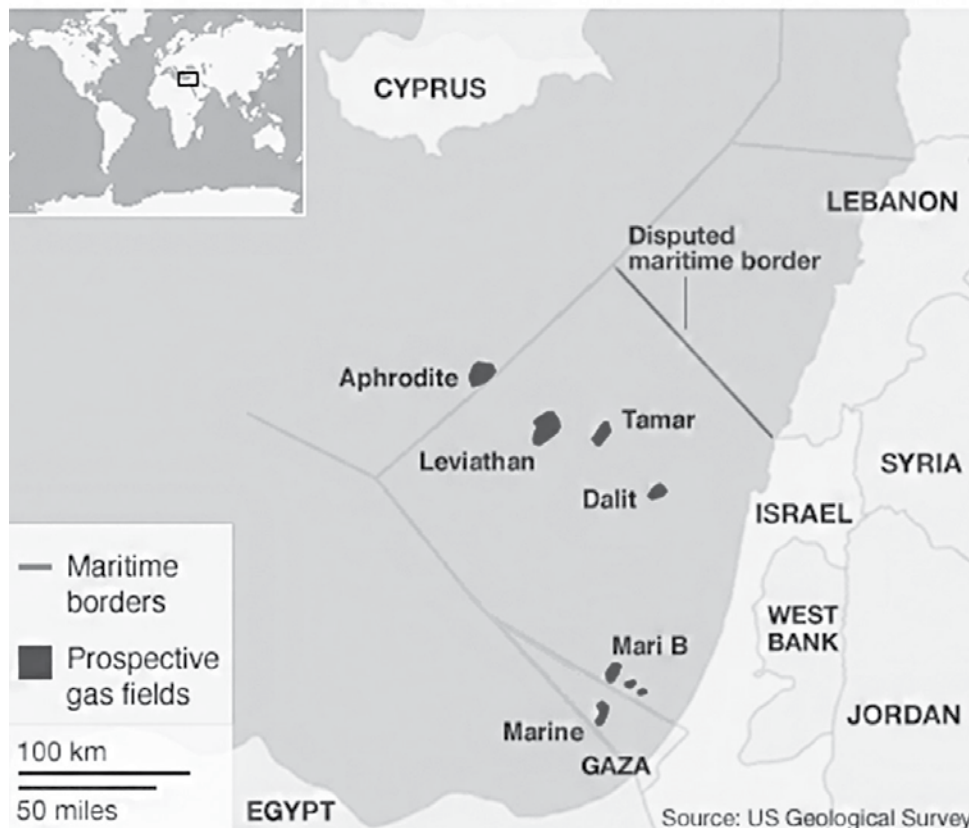 CYPRUS
LEBANON
Disputed
maritime border
Aphrodite
Tamar
Leviathan
Dalit
SYRIA
ISRAEL
Maritime
borders
WEST
BANK
Mari B
Prospective
gas fields
JORDAN
Marine
100 km
GAZA
50 miles
EGYPT
Source: US Geological Survey